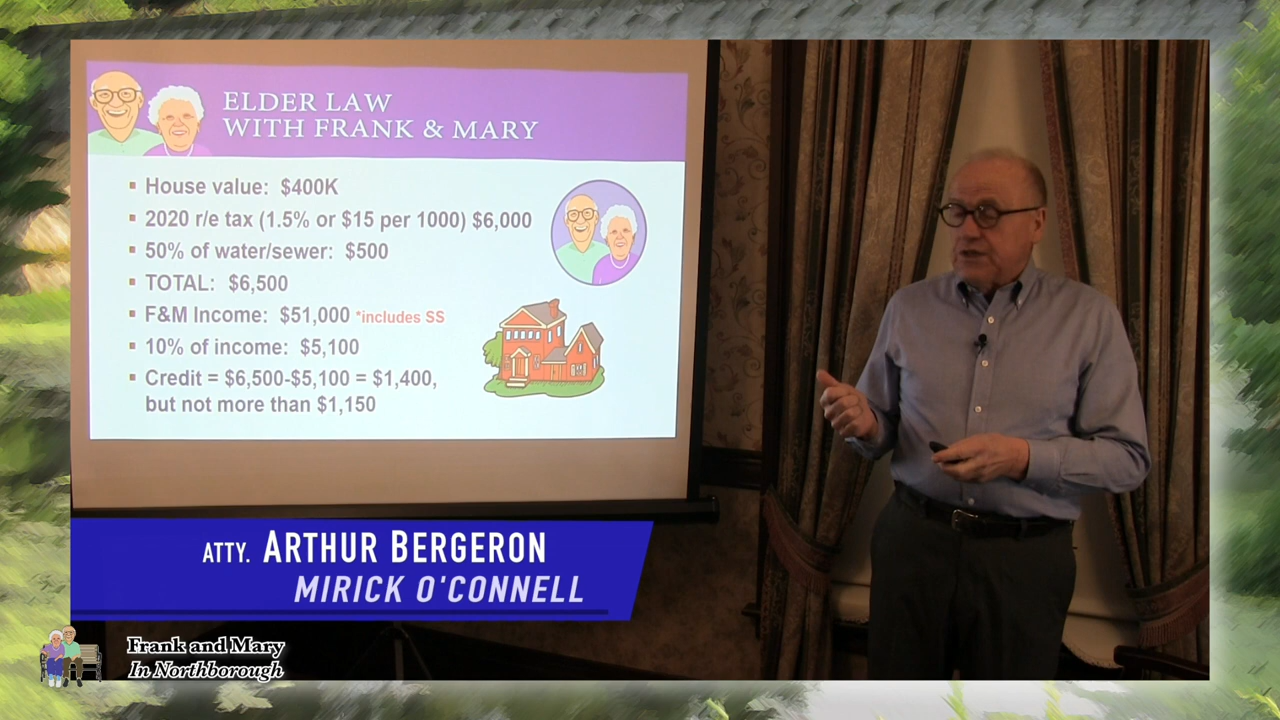 ELDER LAW
WITH FRANK & MARY
▪ House value: $400K
▪ 2020 r/e tax (1.5% or $15 per 1000) $6,000
▪ 50% of water/sewer: $500
▪ TOTAL: $6,500
▪ F&M Income: $51,000 *includes SS
▪ 10% of income: $5,100
▪ Credit = $6,500-$5,100 = $1,400,
but not more than $1,150
ATTY. ARTHUR BERGERON
MIRICK O'CONNELL
Frank and Mary
In Northborough